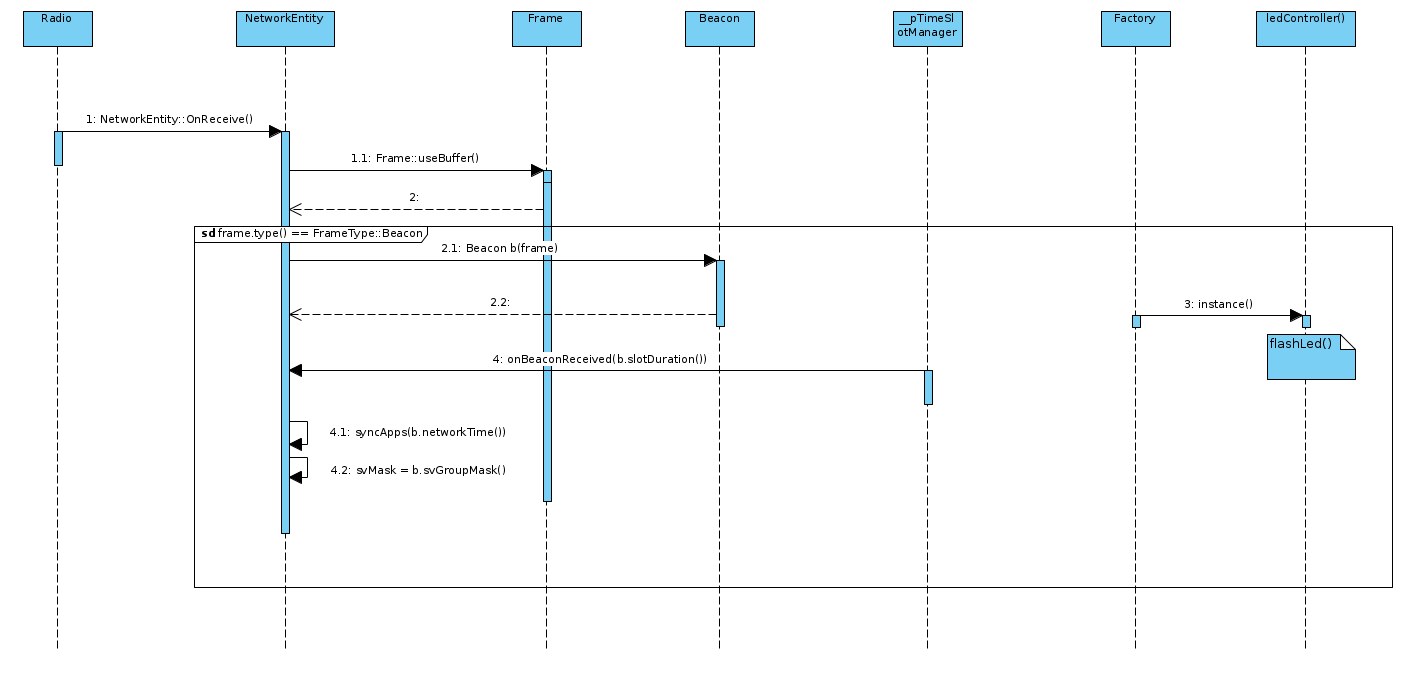 Radio
NetworkEntity
Frame
Beacon
__pTimeSl
otManager
Factory
ledController()
1: NetworkEntity::OnReceive()
1.1: Frame::useBuffer()
2:
sd frame.type() == FrameType::Beacon
2.1: Beacon b(frame)
2.2:
3: instance()
flashLed()
4: onBeaconReceived(b.slotDuration())
4.1: syncApps(b.networkTime())
4.2: svMask = b.svGroupMask()